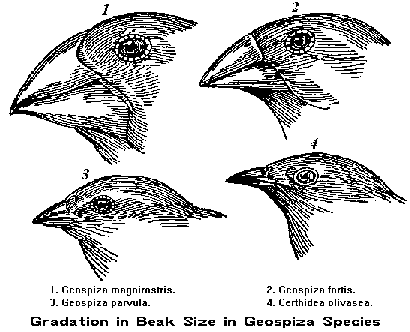 1
2
3
4
1. Geospiza magnirostris.
2. Geospiza fortis.
3. Geospiza parvula.
4. Certhidea olivasea.
Gradation in Beak Size in Geospiza Species